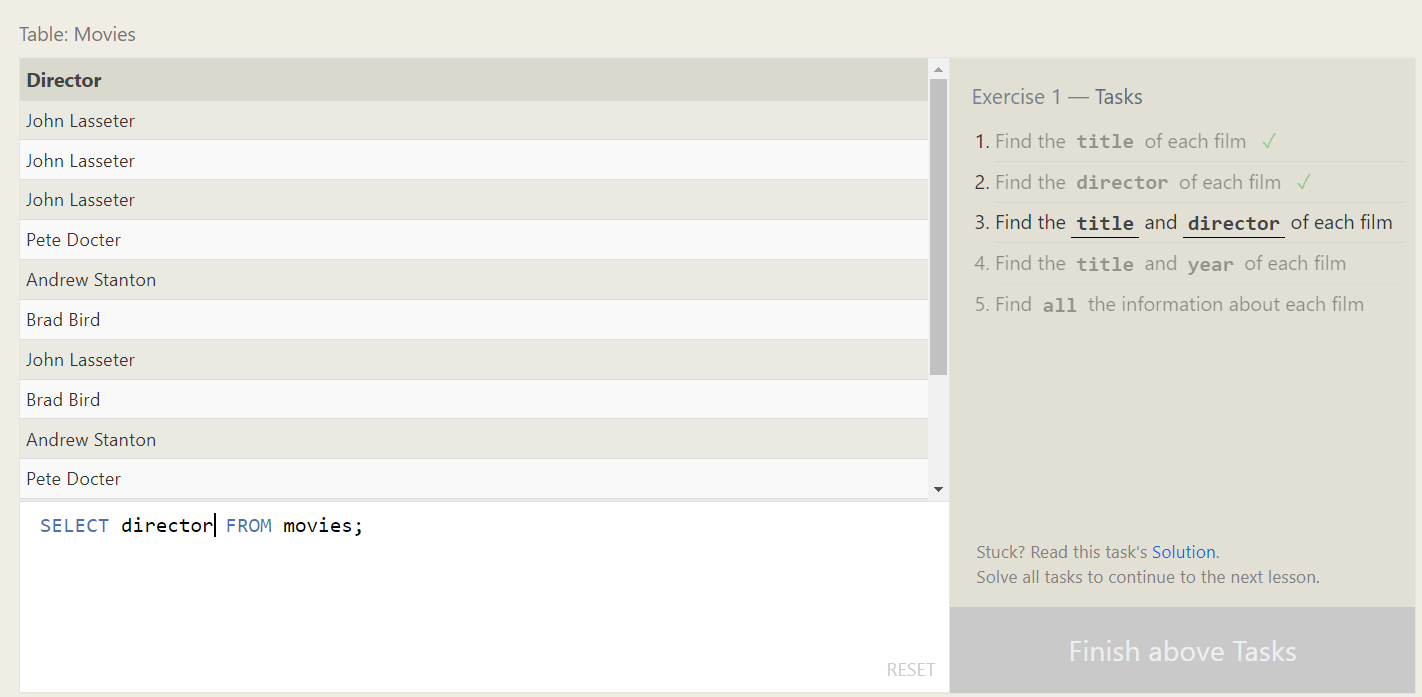 Table: Movies
Director
John Lasseter
John Lasseter
John Lasseter
Pete Docter
Andrew Stanton
Brad Bird
John Lasseter
Brad Bird
Andrew Stanton
Pete Docter
SELECT director FROM movies;
RESET
Exercise 1 — Tasks
1. Find the title of each film ✓
2. Find the director of each film ✓
3. Find the title and director of each film
4. Find the title and year of each film
5. Find all the information about each film
Stuck? Read this task's Solution.
Solve all tasks to continue to the next lesson.
Finish above Tasks